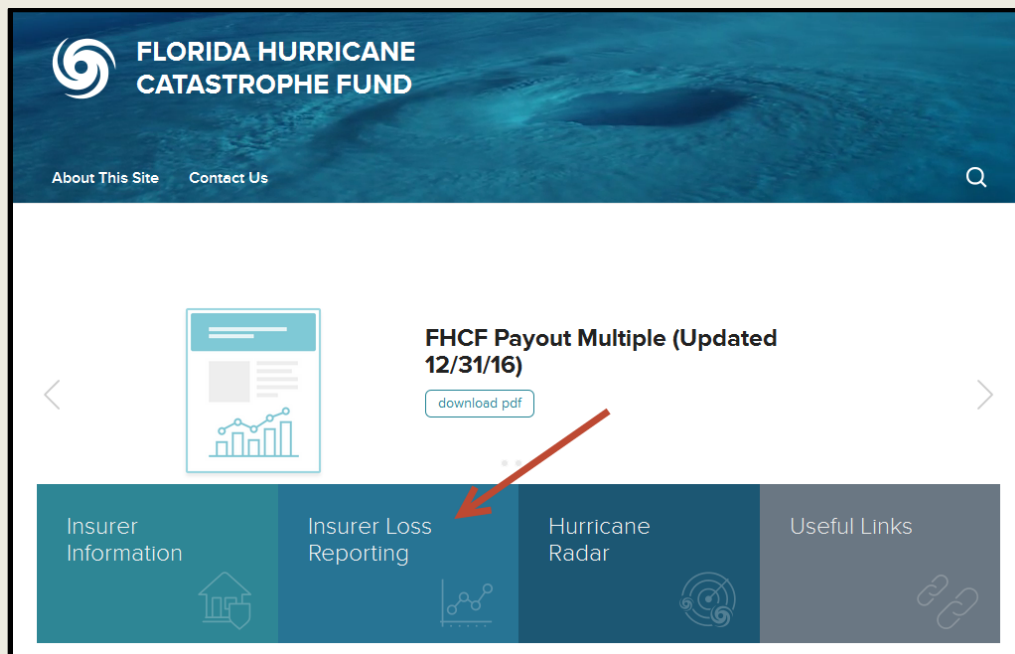 FLORIDA HURRICANE
CATASTROPHE FUND
About This Site Contact Us
FHCF Payout Multiple (Updated
12/31/16)
download pdf
Insurer
Information
Insurer Loss
Reporting
Hurricane
Radar
Useful Links